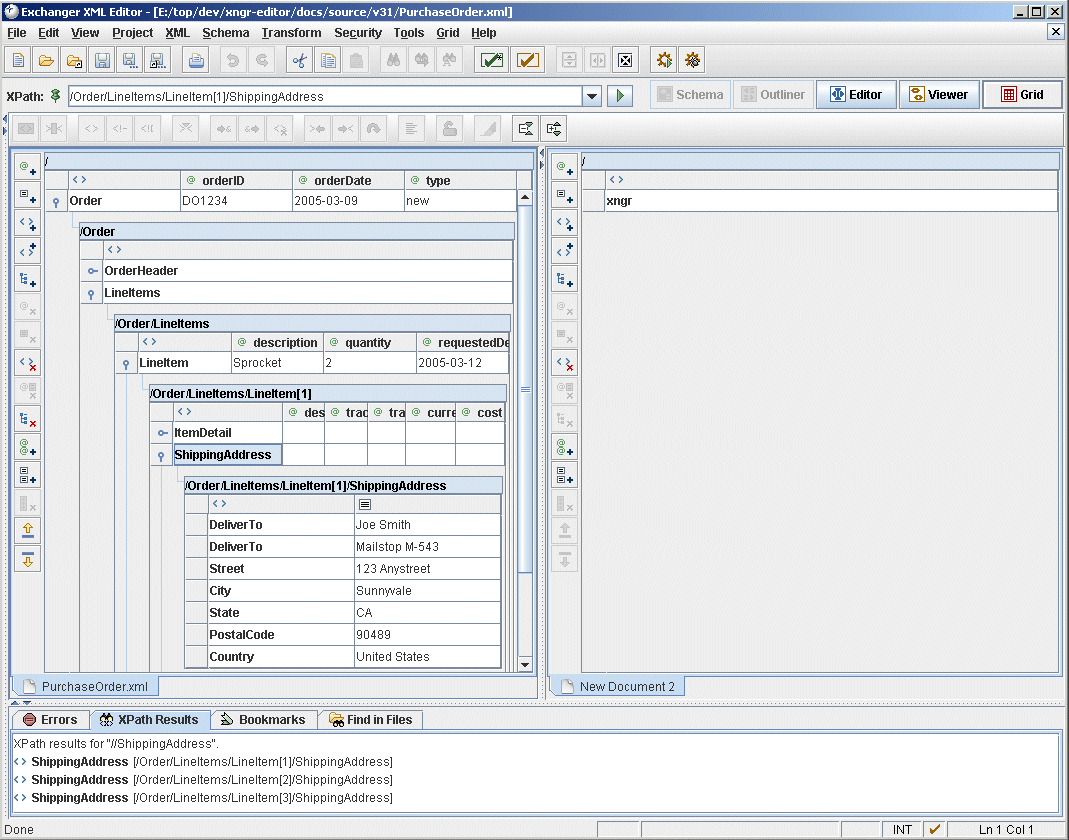 Exchanger XML Editor - [E:/top/dev/xngr-editor/docs/source/v31/PurchaseOrder.xml]
File Edit View Project XML Schema Transform Security Tools Grid Help
XPath: /Order/LineItems/LineItem[1]/ShippingAddress Schema Outliner Editor Viewer Grid
/
<> @ orderID @ orderDate @ type
Order DO1234 2005-03-09 new
/Order
<>
OrderHeader
LineItems
/Order/LineItems
<> @ description @ quantity @ requestedDe
LineItem Sprocket 2 2005-03-12
/Order/LineItems/LineItem[1]
<> @ des @ trac @ tra @ curre @ cost
ItemDetail
ShippingAddress
/Order/LineItems/LineItem[1]/ShippingAddress
<>
DeliverTo Joe Smith
DeliverTo Mailstop M-543
Street 123 Anystreet
City Sunnyvale
State CA
PostalCode 90489
Country United States
PurchaseOrder.xml
/
<>
xngr
New Document 2
Errors XPath Results Bookmarks Find in Files
XPath results for "//ShippingAddress".
<> ShippingAddress [/Order/LineItems/LineItem[1]/ShippingAddress]
<> ShippingAddress [/Order/LineItems/LineItem[2]/ShippingAddress]
<> ShippingAddress [/Order/LineItems/LineItem[3]/ShippingAddress]
Done INT Ln 1 Col 1